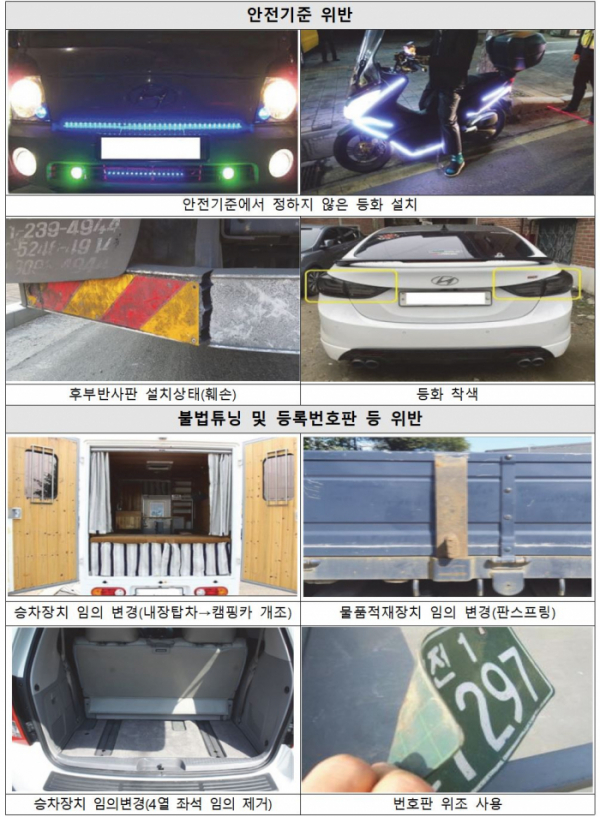 안전기준 위반
안전기준에서 정하지 않은 등화 설치
-239-4944
후부반사판 설치상태(훼손)
등화 착색
불법튜닝 및 등록번호판 등 위반
승차장치 임의 변경(내장탑차→캠핑카 개조)
물품적재장치 임의 변경(판스프링)
전 1
297
승차장치 임의변경(4열 좌석 임의 제거)
번호판 위조 사용